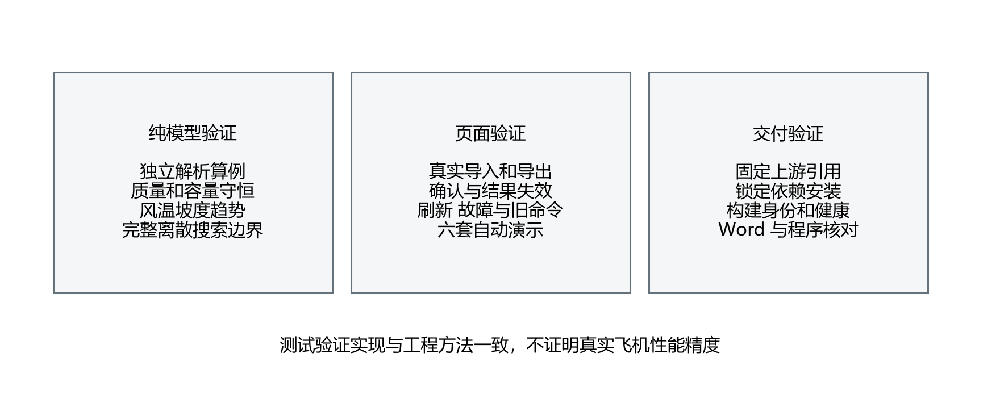 纯模型验证
独立解析算例
质量和容量守恒
风温坡度趋势
完整离散搜索边界
页面验证
真实导入和导出
确认与结果失效
刷新 故障与旧命令
六套自动演示
交付验证
固定上游引用
锁定依赖安装
构建身份和健康
Word 与程序核对
测试验证实现与工程方法一致，不证明真实飞机性能精度